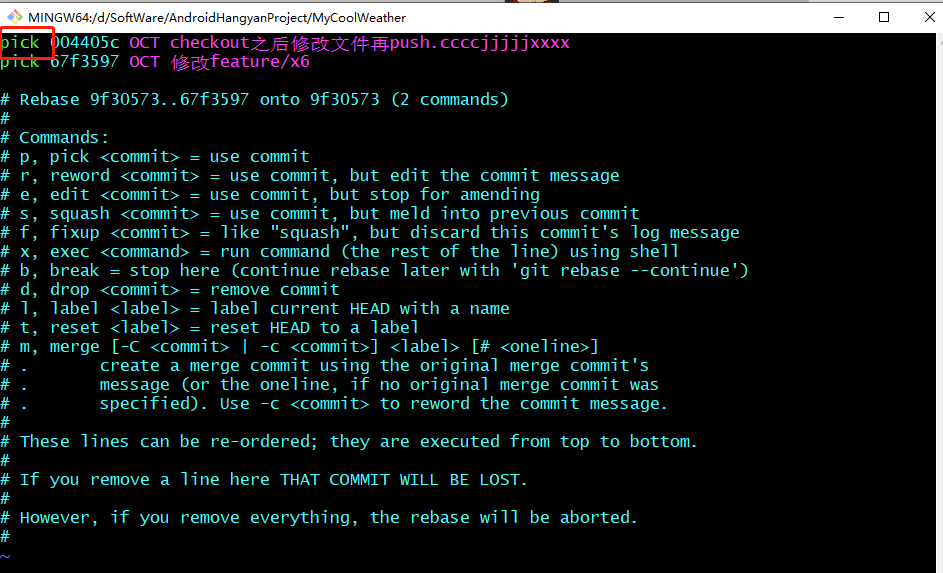 MINGW64:/d/SoftWare/AndroidHangyanProject/MyCoolWeather
pick 004405c OCT checkout之后修改文件再push.ccccjjjjjxxxx
pick 67f3597 OCT 修改feature/x6
# Rebase 9f30573..67f3597 onto 9f30573 (2 commands)
#
# Commands:
# p, pick <commit> = use commit
# r, reword <commit> = use commit, but edit the commit message
# e, edit <commit> = use commit, but stop for amending
# s, squash <commit> = use commit, but meld into previous commit
# f, fixup <commit> = like "squash", but discard this commit's log message
# x, exec <command> = run command (the rest of the line) using shell
# b, break = stop here (continue rebase later with 'git rebase --continue')
# d, drop <commit> = remove commit
# l, label <label> = label current HEAD with a name
# t, reset <label> = reset HEAD to a label
# m, merge [-C <commit> | -c <commit>] <label> [# <oneline>]
# .       create a merge commit using the original merge commit's
# .       message (or the oneline, if no original merge commit was
# .       specified). Use -c <commit> to reword the commit message.
#
# These lines can be re-ordered; they are executed from top to bottom.
#
# If you remove a line here THAT COMMIT WILL BE LOST.
#
# However, if you remove everything, the rebase will be aborted.
#
~